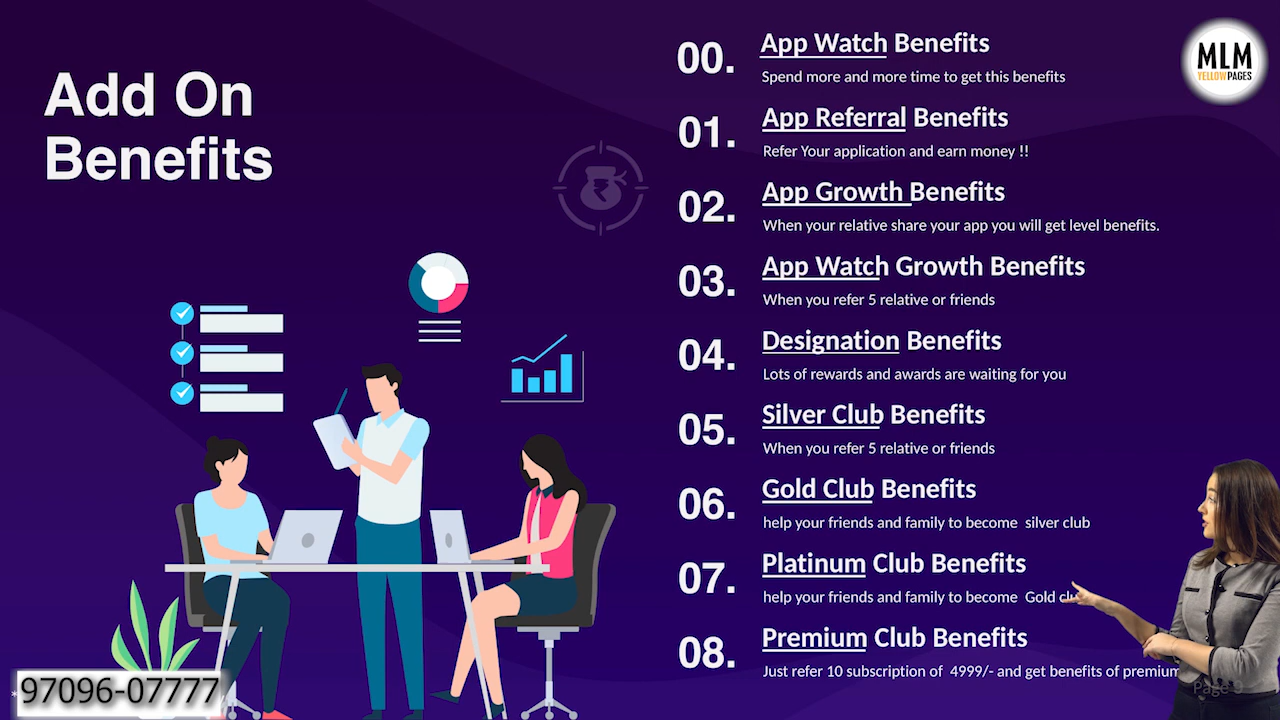 Add On
Benefits
00.
App Watch Benefits
Spend more and more time to get this benefits
01.
App Referral Benefits
Refer Your application and earn money !!
02.
App Growth Benefits
When your relative share your app you will get level benefits.
03.
App Watch Growth Benefits
When you refer 5 relative or friends
04.
Designation Benefits
Lots of rewards and awards are waiting for you
05.
Silver Club Benefits
When you refer 5 relative or friends
06.
Gold Club Benefits
help your friends and family to become silver club
07.
Platinum Club Benefits
help your friends and family to become Gold
08.
Premium Club Benefits
Just refer 10 subscription of 4999/- and get benefits of premium
MLM
YELLOWPAGES
97096-07777
Page 9